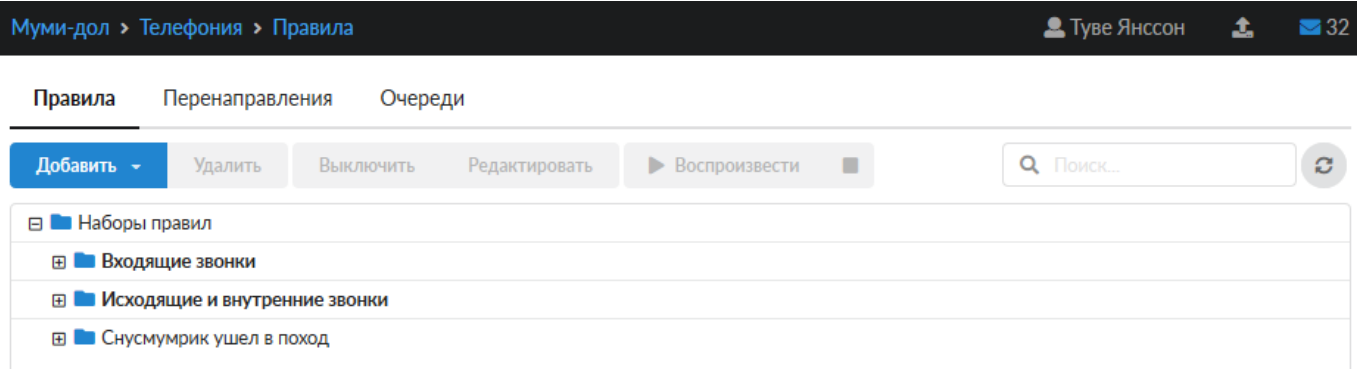 Муми-дол > Телефония > Правила Туве Янссон 32
Правила Перенаправления Очереди
Добавить Удалить Выключить Редактировать Воспроизвести Поиск...
Наборы правил
Входящие звонки
Исходящие и внутренние звонки
Снусмумрик ушел в поход